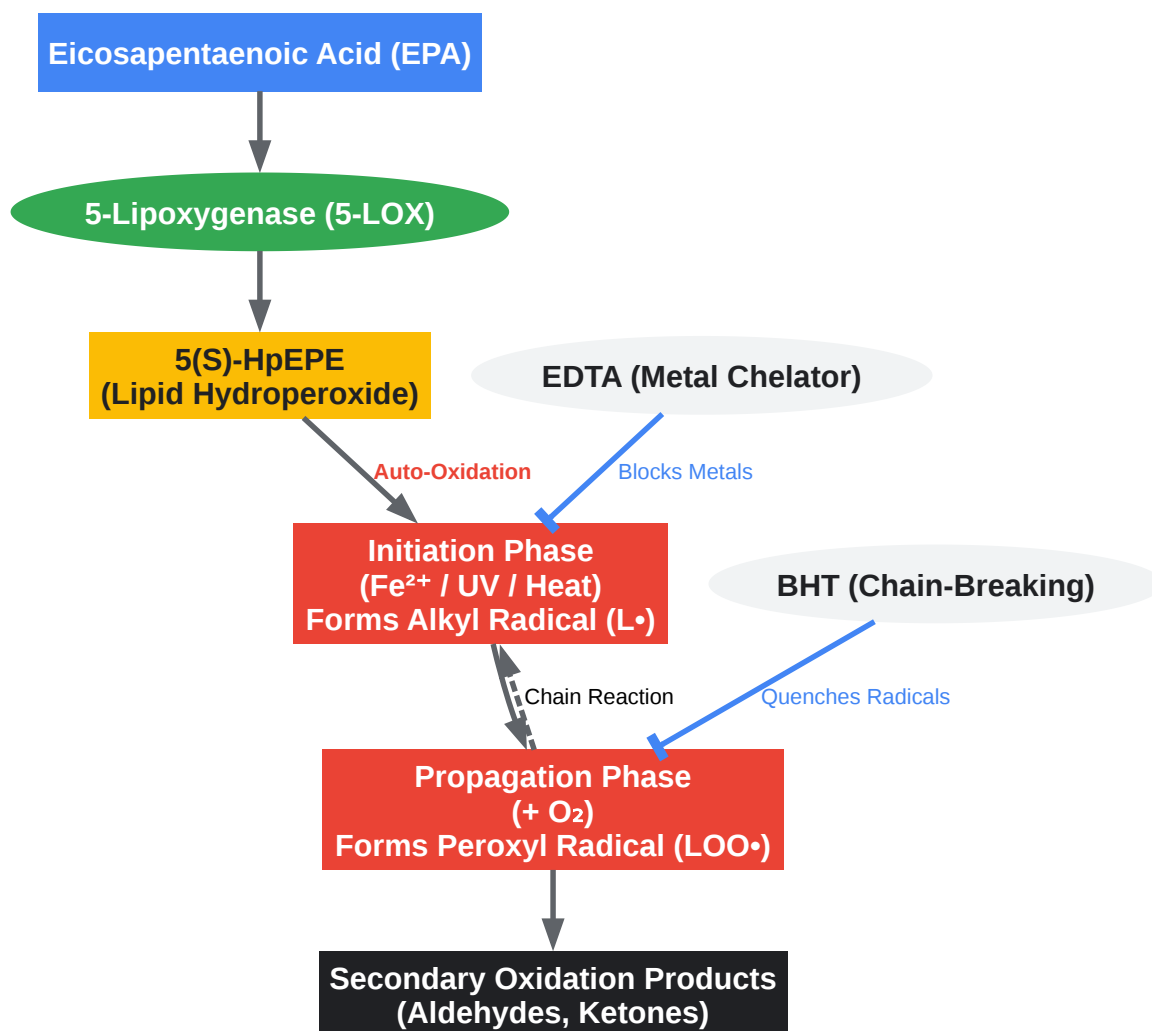 Eicosapentaenoic Acid (EPA)
5-Lipoxygenase (5-LOX)
5(S)-HpEPE
(Lipid Hydroperoxide)
EDTA (Metal Chelator)
Auto-Oxidation
Blocks Metals
Initiation Phase
(Fe²⁺ / UV / Heat)
Forms Alkyl Radical (L•)
BHT (Chain-Breaking)
Chain Reaction
Quenches Radicals
Propagation Phase
(+ O₂)
Forms Peroxyl Radical (LOO•)
Secondary Oxidation Products
(Aldehydes, Ketones)